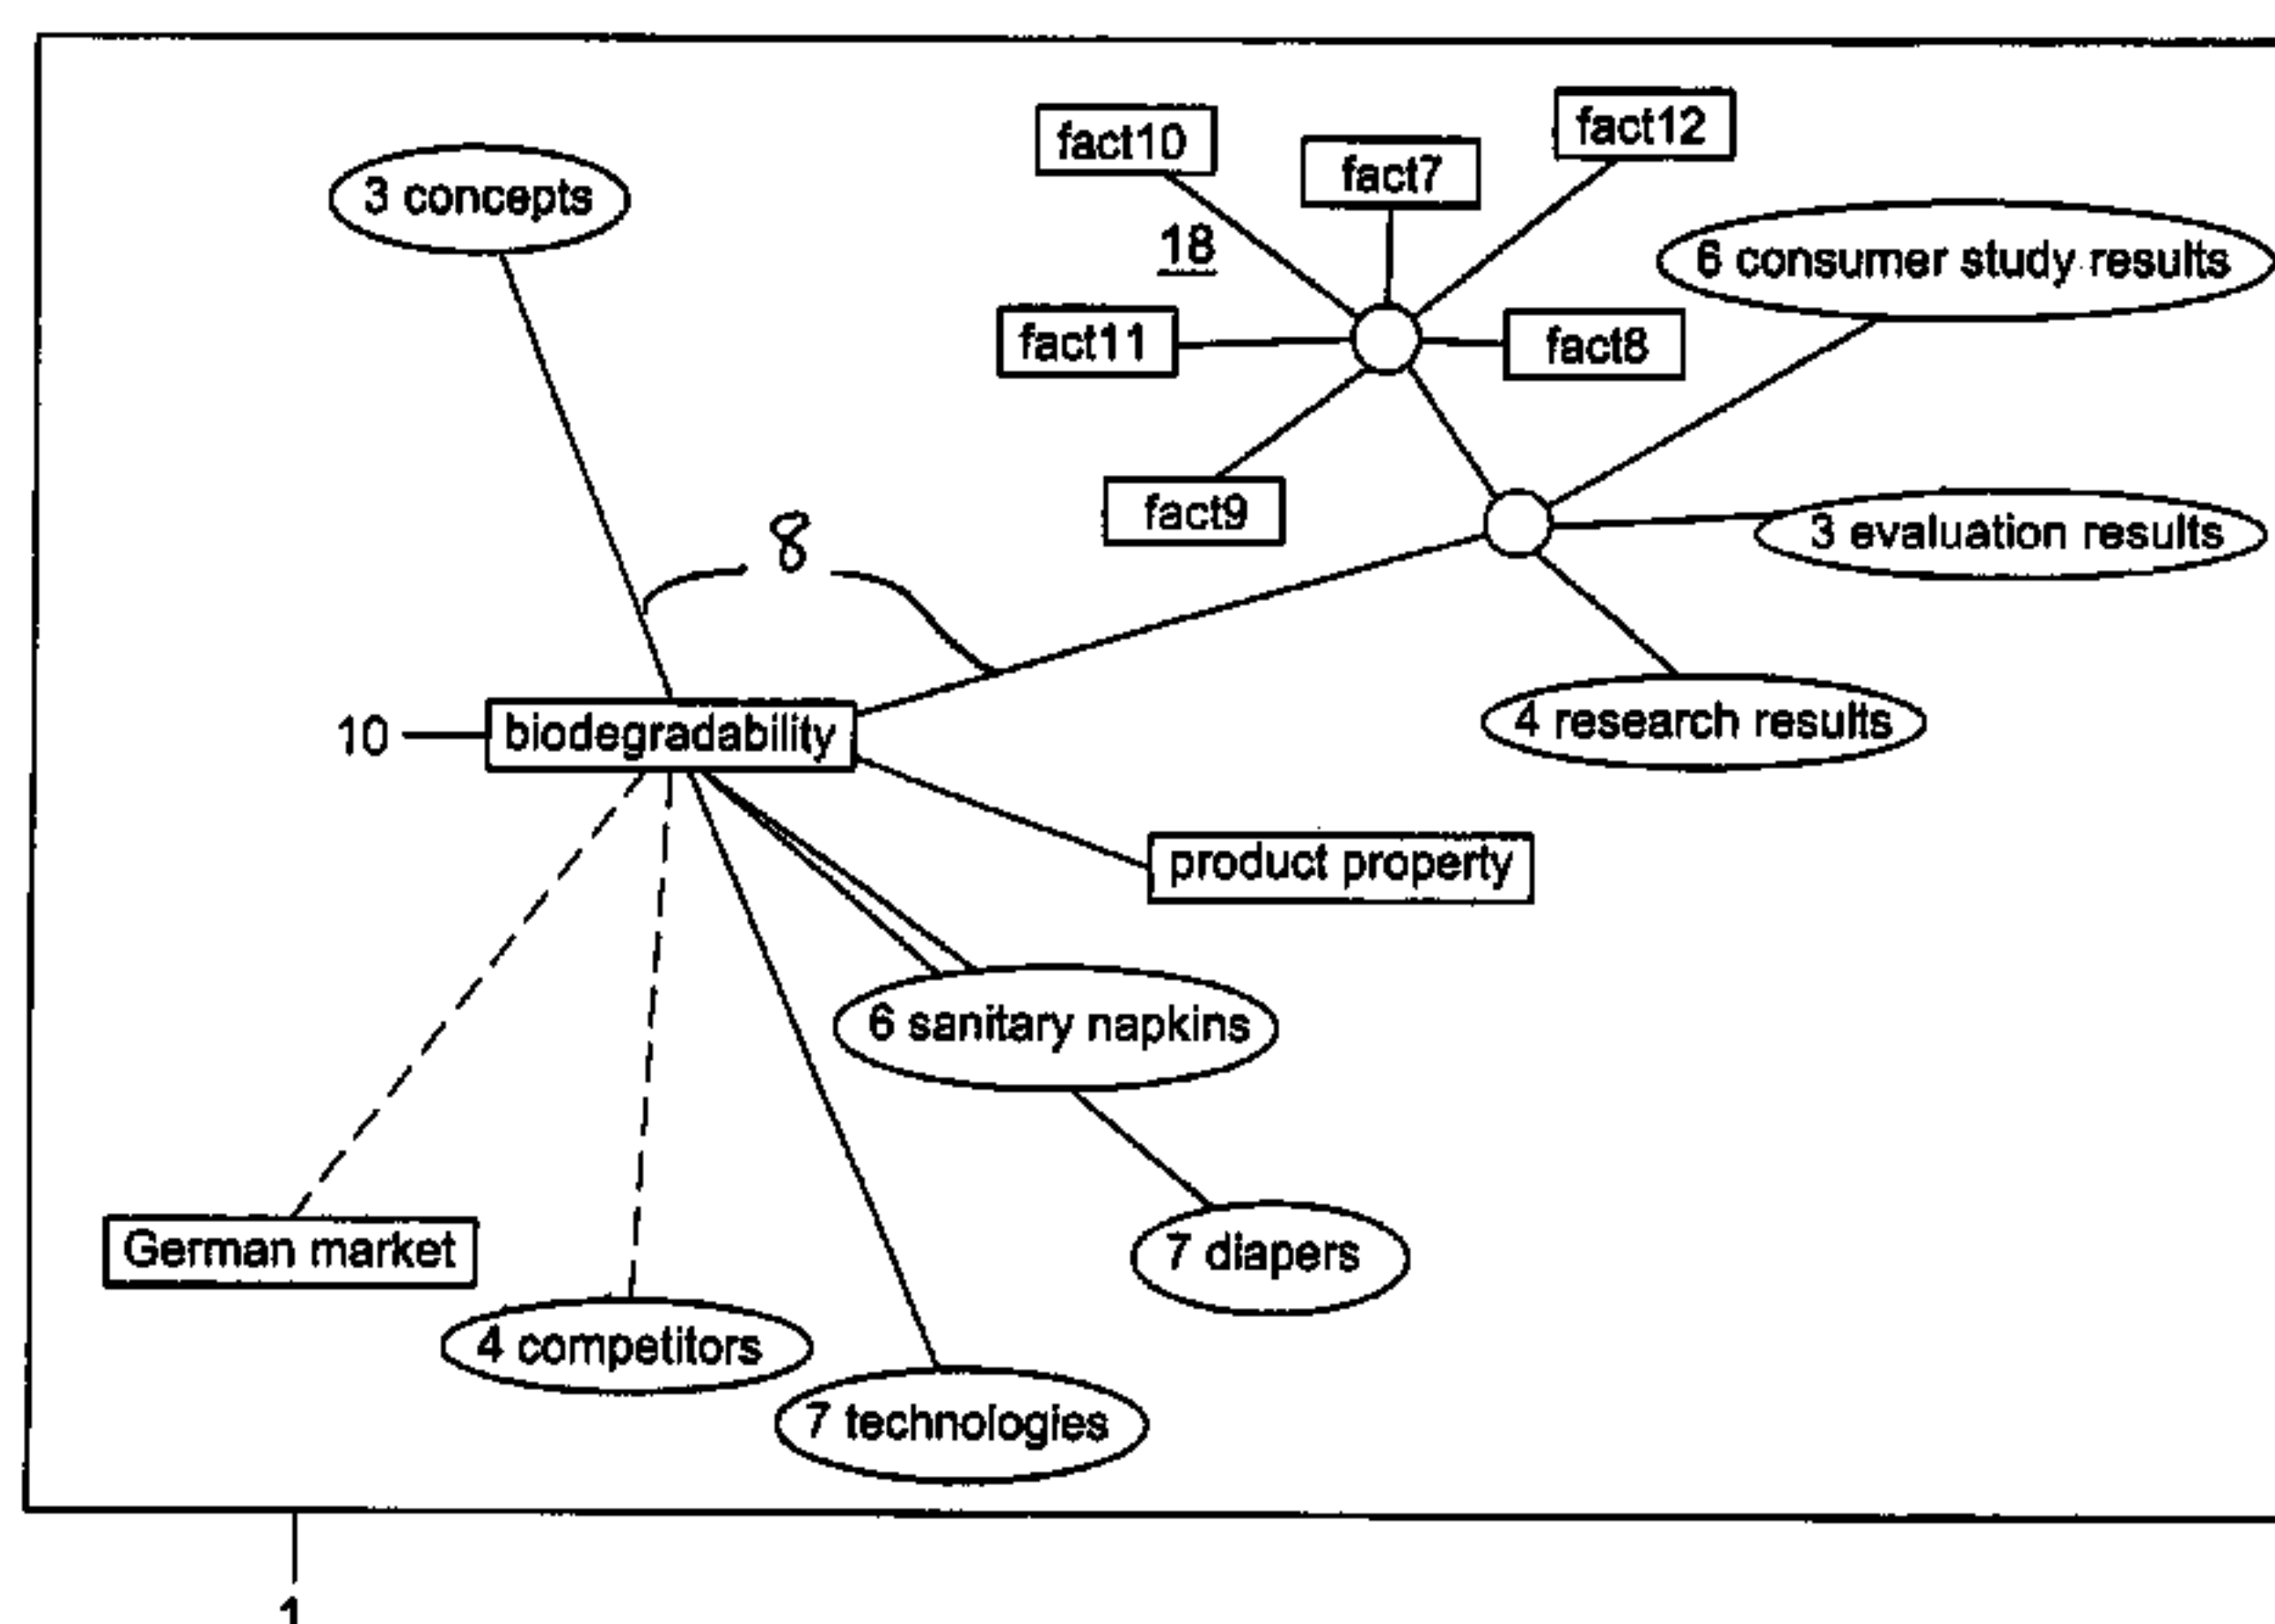 fact10
fact7
fact12
3 concepts
18
6 consumer study results
fact11
fact8
fact9
3 evaluation results
8
4 research results
10
biodegradability
product property
6 sanitary napkins
German market
7 diapers
4 competitors
7 technologies
1